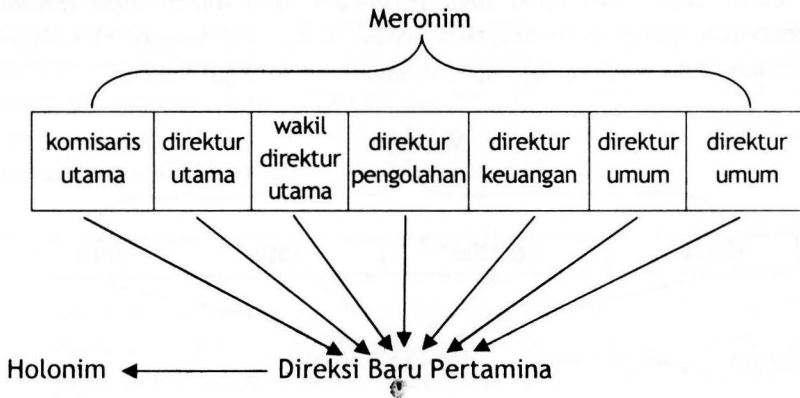 Meronim
komisaris utama
direktur utama
wakil direktur utama
direktur pengolahan
direktur keuangan
direktur umum
direktur umum
Holonim
Direksi Baru Pertamina